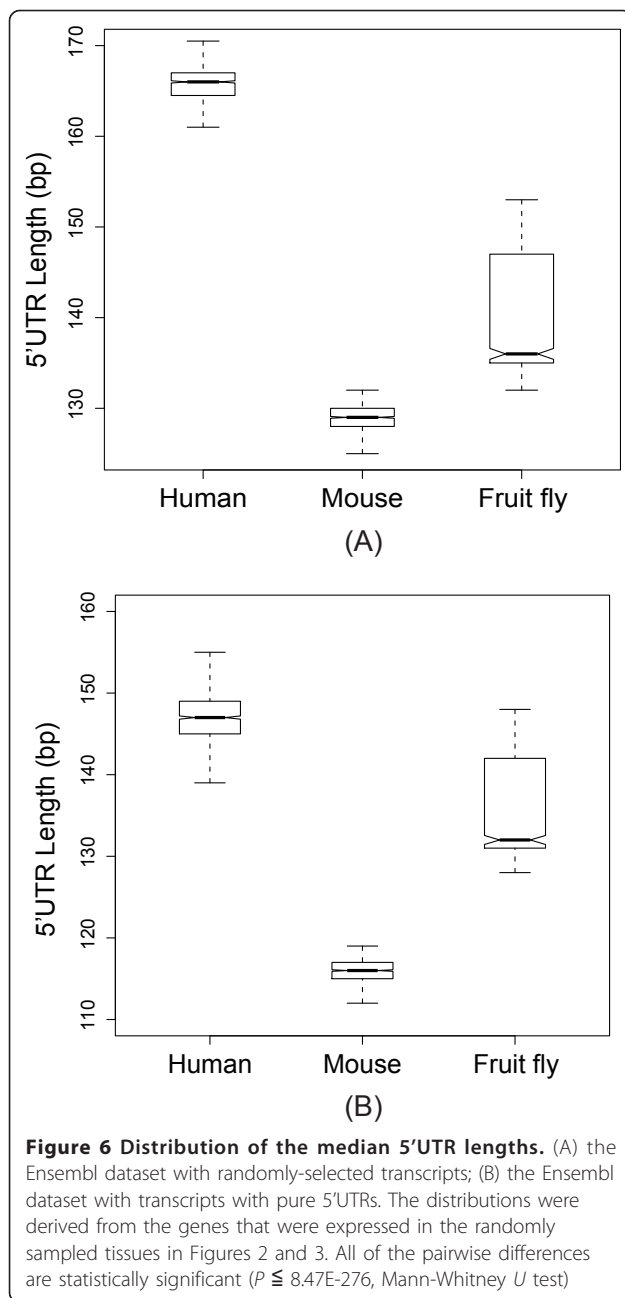 170
160
150
140
130
5'UTR Length (bp)
Human Mouse Fruit fly
(A)
160
150
140
130
120
110
5'UTR Length (bp)
Human Mouse Fruit fly
(B)
Figure 6 Distribution of the median 5'UTR lengths. (A) the
Ensembl dataset with randomly-selected transcripts; (B) the Ensembl
dataset with transcripts with pure 5'UTRs. The distributions were
derived from the genes that were expressed in the randomly
sampled tissues in Figures 2 and 3. All of the pairwise differences
are statistically significant (P ≦ 8.47E-276, Mann-Whitney U test)